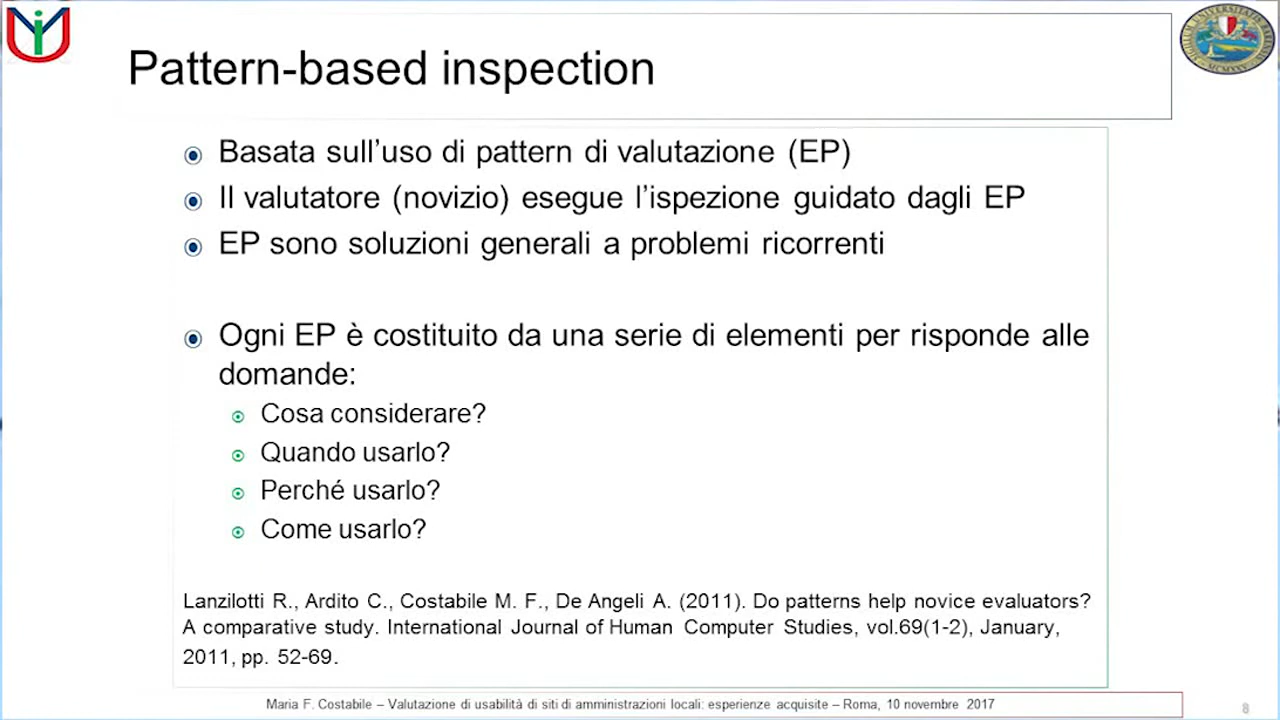 Pattern-based inspection
Basata sull'uso di pattern di valutazione (EP)
Il valutatore (novizio) esegue l'ispezione guidato dagli EP
EP sono soluzioni generali a problemi ricorrenti
Ogni EP è costituito da una serie di elementi per risponde alle
domande:
Cosa considerare?
Quando usarlo?
Perché usarlo?
Come usarlo?
Lanzilotti R., Ardito C., Costabile M. F., De Angeli A. (2011). Do patterns help novice evaluators?
A comparative study. International Journal of Human Computer Studies, vol.69(1-2), January,
2011, pp. 52-69.
Maria F. Costabile – Valutazione di usabilità di siti di amministrazioni locali: esperienze acquisite – Roma, 10 novembre 2017
8